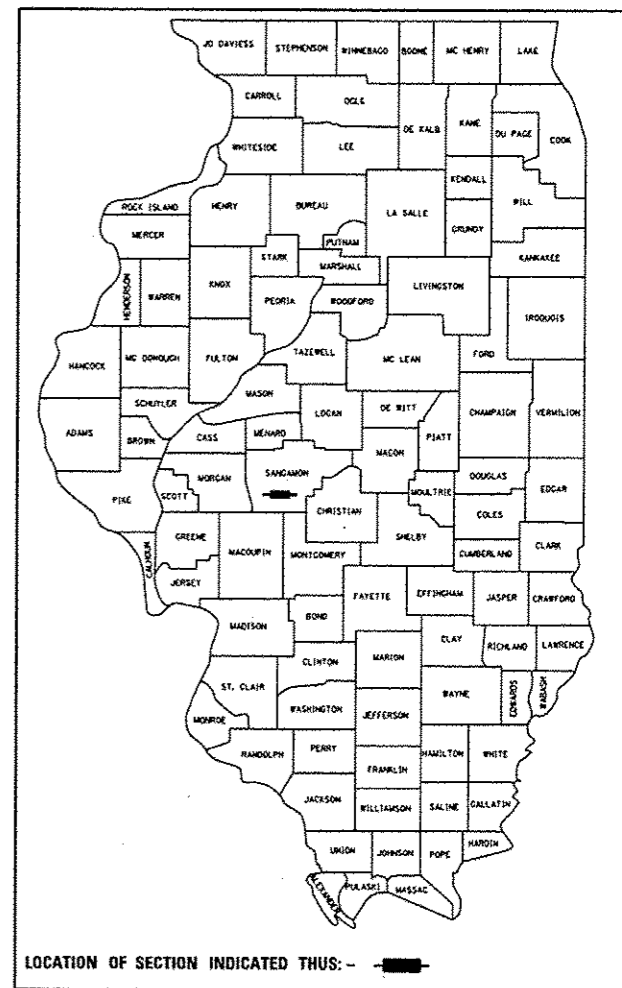 JO DAVIESS STEPHENSON WINNEBAGO BOONE MC HENRY LAKE
CARROLL OGLE DE KALB KANE DU PAGE COOK
WHITESIDE LEE KENDALL WILL
ROCK ISLAND HENRY BUREAU LA SALLE GRUNDY
MERCER STARK PUTNAM KANKAKEE
HENDERSON WARREN KNOX PEORIA MARSHALL WOODFORD LIVINGSTON IROQUOIS
HANCOCK MC DONOUGH FULTON TAZEWELL MC LEAN FORD
SCHUYLER MASON LOGAN DE WITT CHAMPAIGN VERMILION
ADAMS BROWN CASS MENARD MACON PIATT
PIKE SCOTT MORGAN SANGAMON CHRISTIAN MOULTRIE DOUGLAS EDGAR
COLES
CALHOUN GREENE MACOUPIN MONTGOMERY SHELBY CUMBERLAND CLARK
JERSEY FAYETTE EFFINGHAM JASPER CRAWFORD
MADISON BOND CLAY RICHLAND LAWRENCE
CLINTON MARION
ST. CLAIR WAYNE EDWARDS WABASH
MONROE WASHINGTON JEFFERSON
RANDOLPH PERRY HAMILTON WHITE
FRANKLIN
JACKSON WILLIAMSON SALINE GALLATIN
UNION JOHNSON POPE HARDIN
ALEXANDER PULASKI MASSAC
LOCATION OF SECTION INDICATED THUS: -